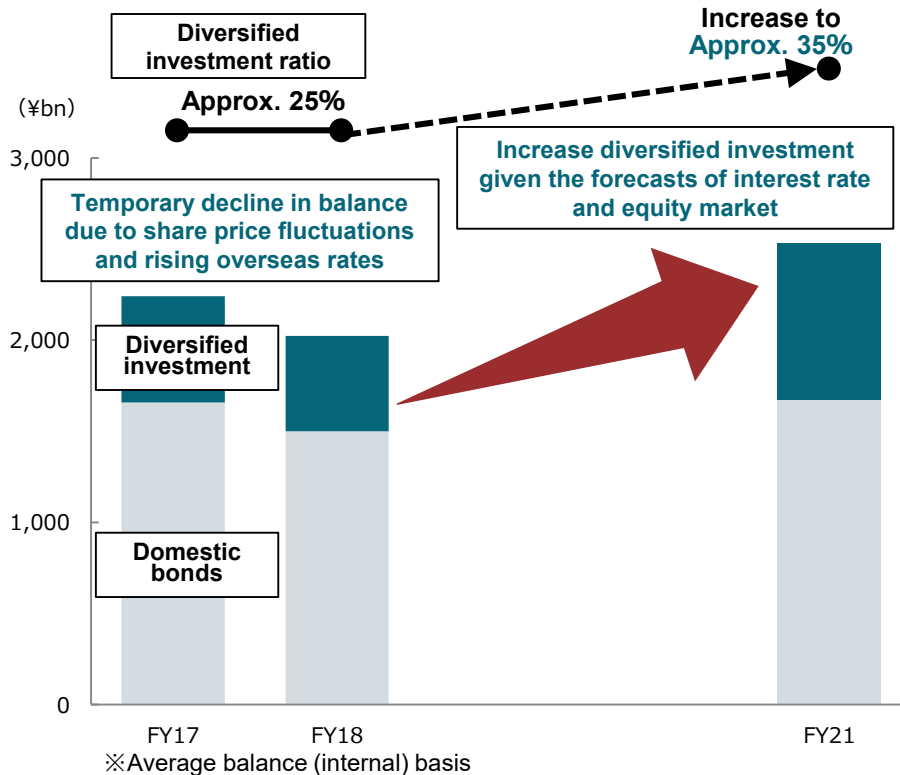 Diversified
investment ratio
Increase to
Approx. 35%
Approx. 25%
（¥bn）
3,000
Increase diversified investment
given the forecasts of interest rate
and equity market
Temporary decline in balance
due to share price fluctuations
and rising overseas rates
2,000
Diversified
investment
1,000
Domestic
bonds
0
FY17
FY18
FY21
※Average balance (internal) basis